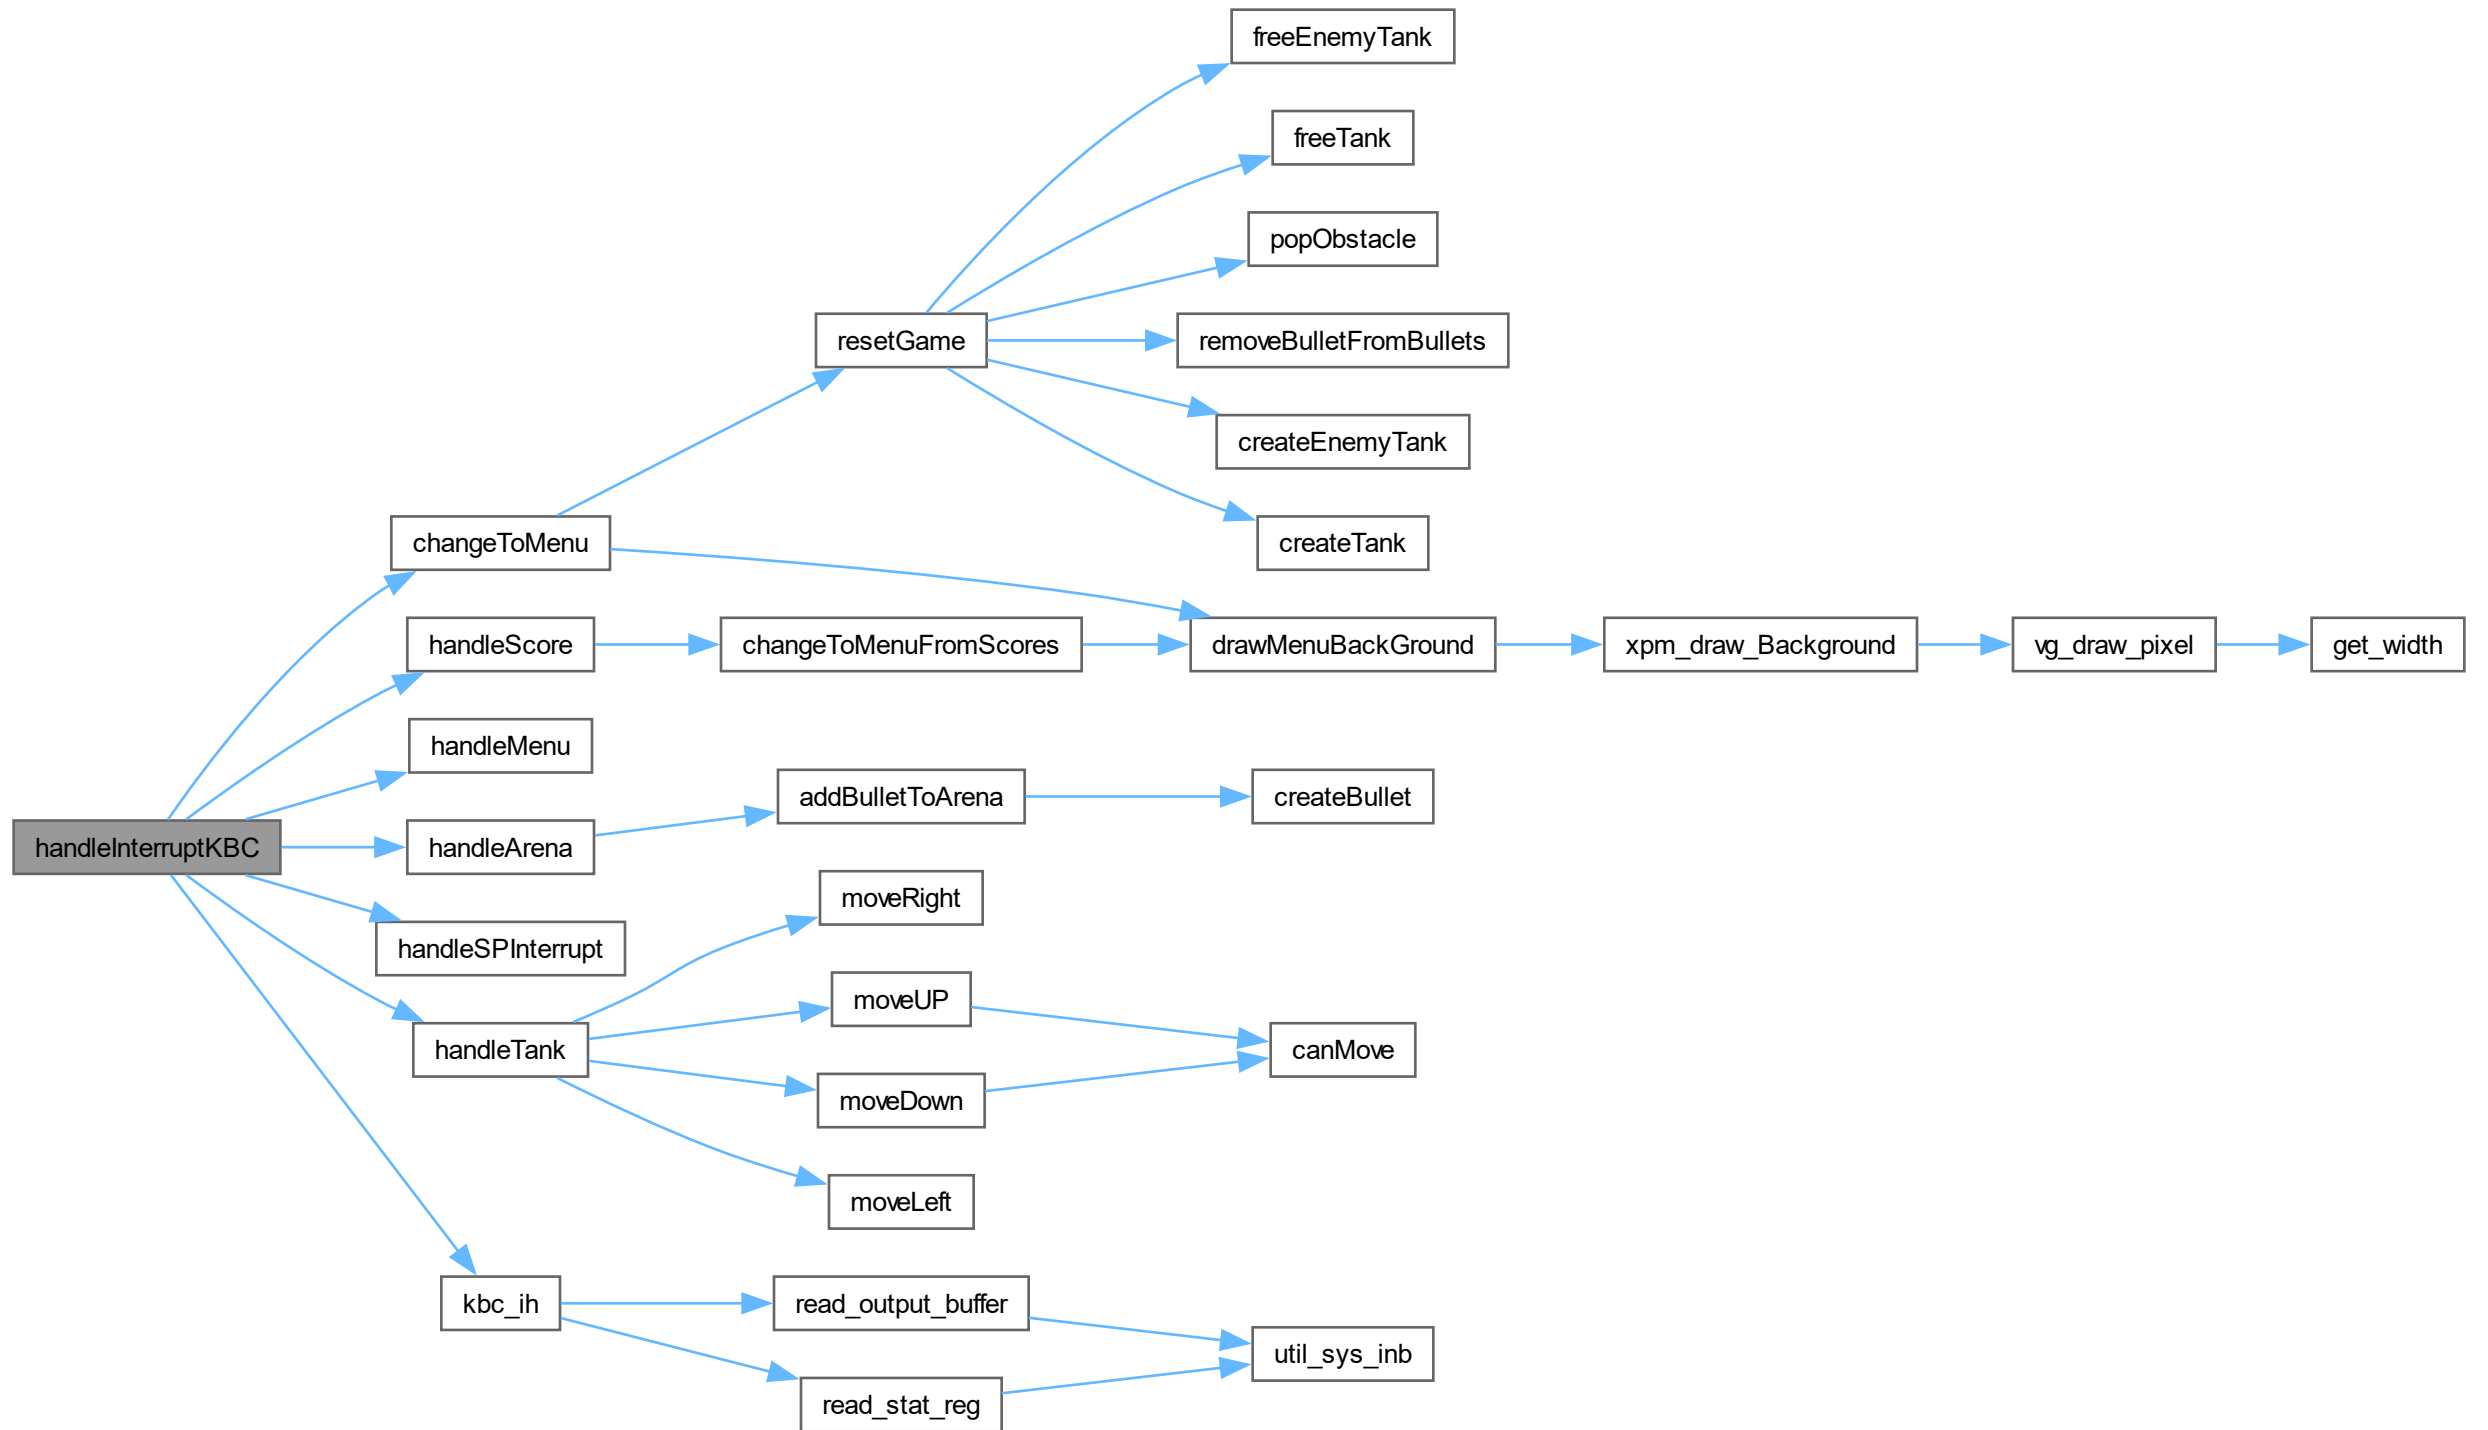 freeEnemyTank
freeTank
popObstacle
resetGame
removeBulletFromBullets
createEnemyTank
changeToMenu
createTank
handleScore
changeToMenuFromScores
drawMenuBackGround
xpm_draw_Background
vg_draw_pixel
get_width
handleMenu
addBulletToArena
createBullet
handleInterruptKBC
handleArena
moveRight
handleSPInterrupt
moveUP
handleTank
canMove
moveDown
moveLeft
kbc_ih
read_output_buffer
util_sys_inb
read_stat_reg